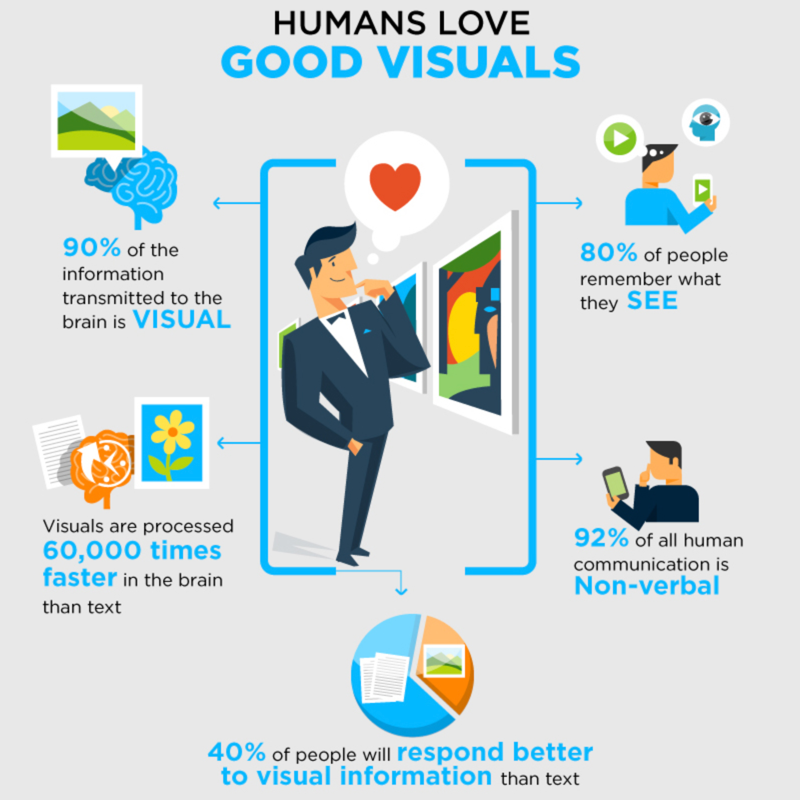 HUMANS LOVE
GOOD VISUALS
90% of the
information
transmitted to the
brain is VISUAL
80% of people
remember what
they SEE
Visuals are processed
60,000 times
faster in the brain
than text
92% of all human
communication is
Non-verbal
40% of people will respond better
to visual information than text